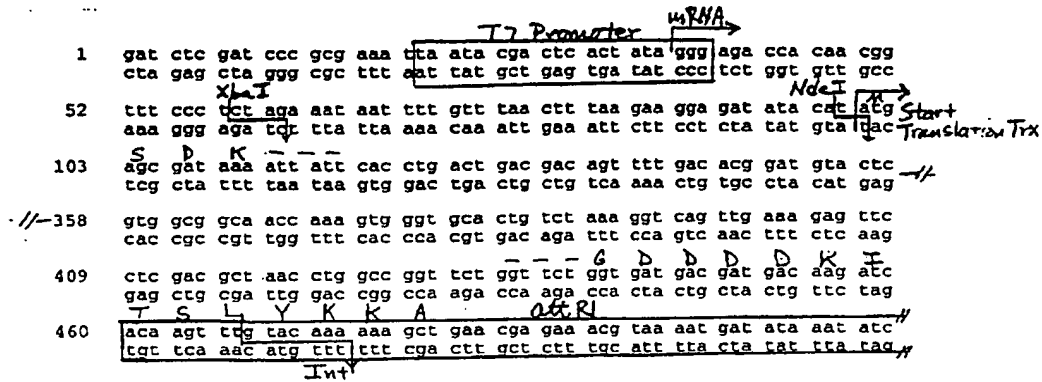 T7 Promoter mRNA
1 gat ctc gat ccc gcg aaa tta ata cga ctc act ata ggg aga cca caa cgg
cta gag cta ggg cgc ttt aat tat gct gag tga tat ccc tct ggt gtt gcc
XbaI NdeI M
52 ttt ccc tct aga aat aat ttt gtt taa ctt taa gaa gga gat ata cat atg
aaa ggg aga tct tta tta aaa caa att gaa att ctt cct cta tat gta tac
Start
Translation Trx
S D K - - -
103 agc gat aaa att att cac ctg act gac gac agt ttt gac acg gat gta ctc -//-
tcg cta ttt taa taa gtg gac tga ctg ctg tca aaa ctg tgc cta cat gag
-//- 358 gtg gcg gca acc aaa gtg ggt gca ctg tct aaa ggt cag ttg aaa gag ttc
cac cgc cgt tgg ttt cac cca cgt gac aga ttt cca gtc aac ttt ctc aag
- - - G D D D D K I
409 ctc gac gct aac ctg gcc ggt tct ggt tct ggt gat gac gat gac aag atc
gag ctg cga ttg gac cgg cca aga cca aga cca cta ctg cta ctg ttc tag
T S L Y K K A attR1
460 aca agt ttg tac aaa aaa gct gaa cga gaa acg taa aat gat ata aat atc
tgt tca aac atg ttt ttt cga ctt gct ctt tgc att tta cta tat tta tag
Int